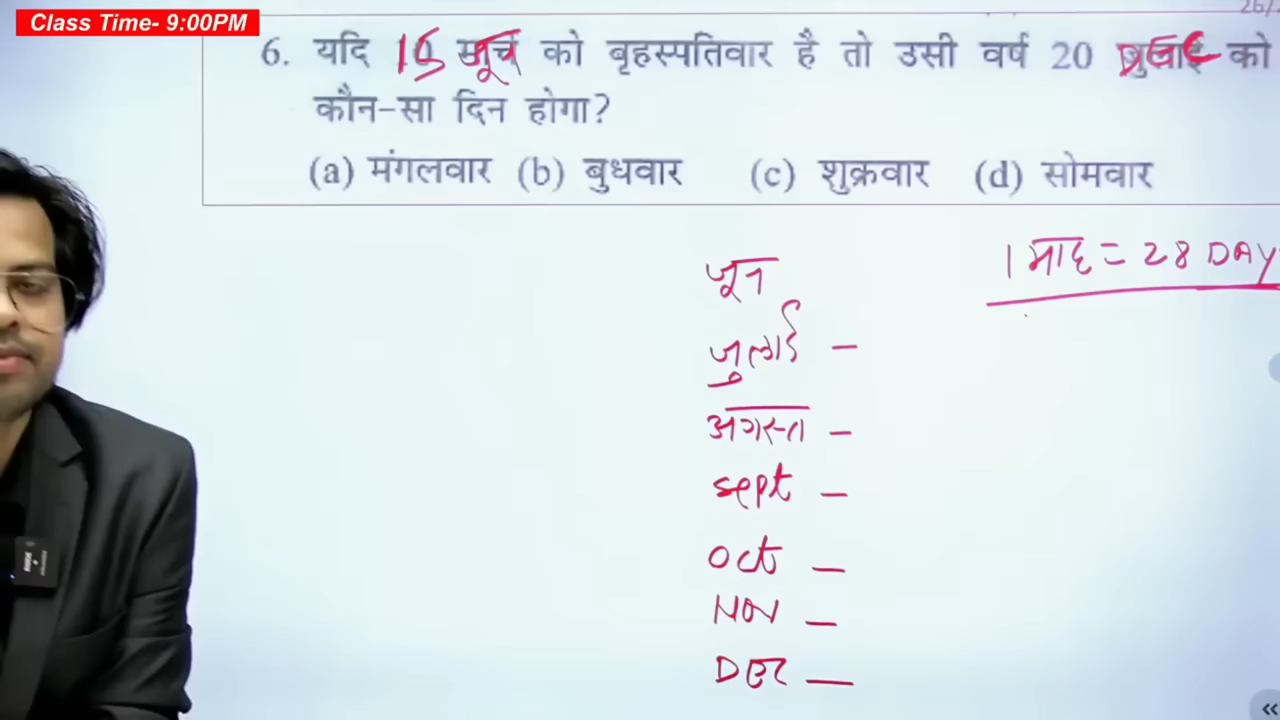 Class Time- 9:00PM
6. यदि 15 जून को बृहस्पतिवार है तो उसी वर्ष 20 DEC को
कौन-सा दिन होगा?
(a) मंगलवार (b) बुधवार (c) शुक्रवार (d) सोमवार
1 माह = 28 DAY
जून
जुलाई –
अगस्त –
sept –
oct –
NOV –
DEC –